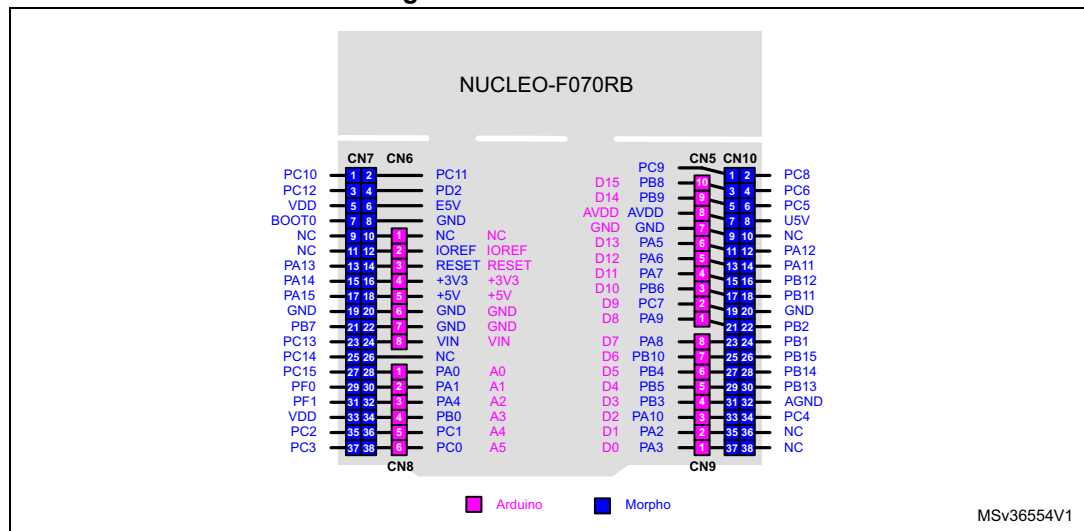 NUCLEO-F070RB
CN7 CN6 CN5 CN10
PC9
PC10 1 2 PC11 1 2 PC8
PC12 3 4 PD2 D15 PB8 10 3 4 PC6
VDD 5 6 E5V D14 PB9 9 5 6 PC5
BOOT0 7 8 GND AVDD AVDD 8 7 8 U5V
NC 9 10 1 NC NC GND GND 7 9 10 NC
NC 11 12 2 IOREF IOREF D13 PA5 6 11 12 PA12
PA13 13 14 3 RESET RESET D12 PA6 5 13 14 PA11
PA14 15 16 4 +3V3 +3V3 D11 PA7 4 15 16 PB12
PA15 17 18 5 +5V +5V D10 PB6 3 17 18 PB11
GND 19 20 6 GND GND D9 PC7 2 19 20 GND
PB7 21 22 7 GND GND D8 PA9 1 21 22 PB2
PC13 23 24 8 VIN VIN D7 PA8 8 23 24 PB1
PC14 25 26 NC D6 PB10 7 25 26 PB15
PC15 27 28 1 PA0 A0 D5 PB4 6 27 28 PB14
PF0 29 30 2 PA1 A1 D4 PB5 5 29 30 PB13
PF1 31 32 3 PA4 A2 D3 PB3 4 31 32 AGND
VDD 33 34 4 PB0 A3 D2 PA10 3 33 34 PC4
PC2 35 36 5 PC1 A4 D1 PA2 2 35 36 NC
PC3 37 38 6 PC0 A5 D0 PA3 1 37 38 NC
CN8 CN9
Arduino Morpho
MSv36554V1